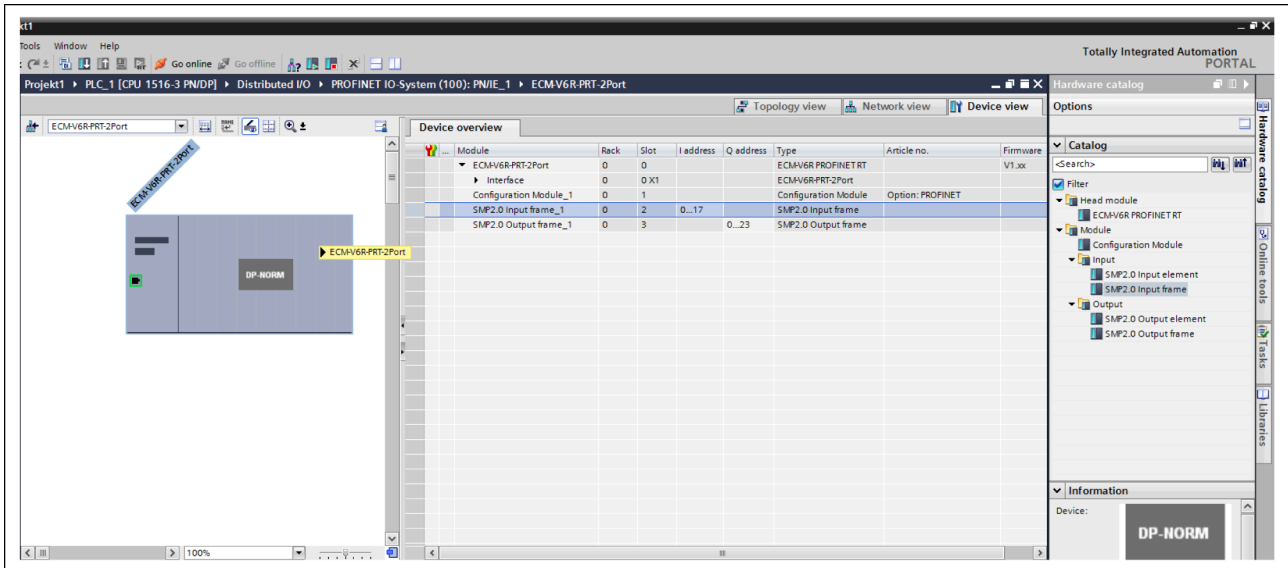 kt1
Tools Window Help
Go online Go offline
Totally Integrated Automation
PORTAL
Projekt1 PLC_1 [CPU 1516-3 PN/DP] Distributed I/O PROFINET IO-System (100): PN/IE_1 ECM-V6R-PRT-2Port
Hardware catalog
Topology view Network view Device view
Options
ECM-V6R-PRT-2Port
Device overview
... Module Rack Slot I address Q address Type Article no. Firmware
ECM-V6R-PRT-2Port 0 0 ECM-V6R PROFINET RT V1.xx
Interface 0 0 X1 ECM-V6R-PRT-2Port
Configuration Module_1 0 1 Configuration Module Option: PROFINET
SMP2.0 Input frame_1 0 2 0...17 SMP2.0 Input frame
SMP2.0 Output frame_1 0 3 0...23 SMP2.0 Output frame
ECM-V6R-PRT-2Port
ECM-V6R-PRT-2Port
DP-NORM
100%
Catalog
<Search>
Filter
Head module
ECM-V6R PROFINET RT
Module
Configuration Module
Input
SMP2.0 Input element
SMP2.0 Input frame
Output
SMP2.0 Output element
SMP2.0 Output frame
Information
Device:
DP-NORM
Hardware catalog
Online tools
Tasks
Libraries